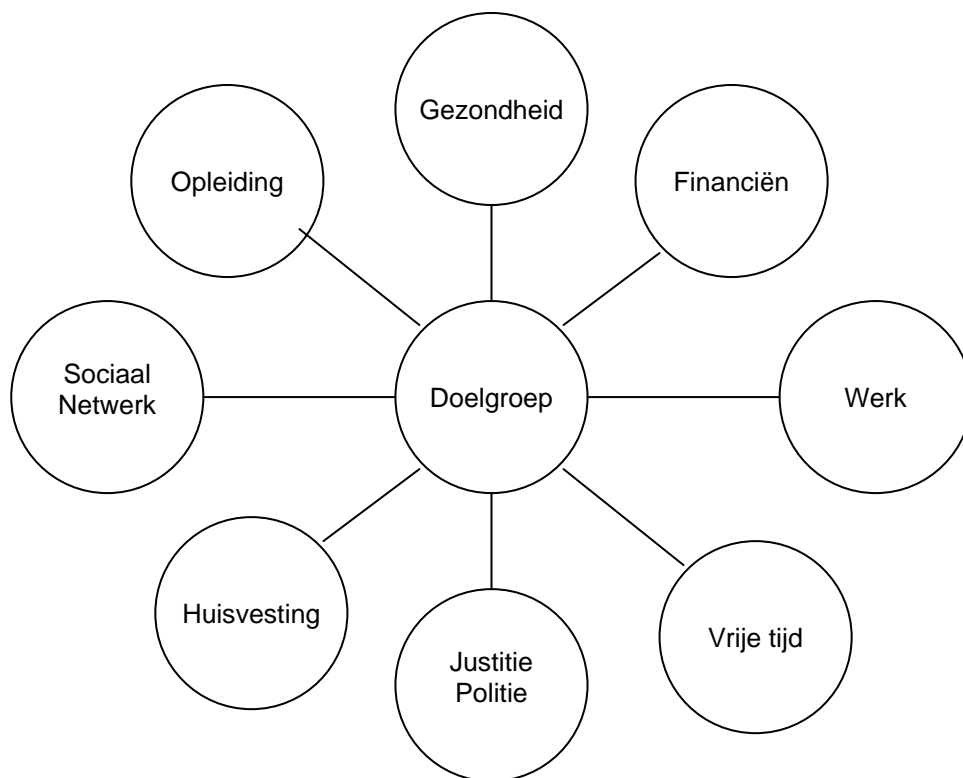 Gezondheid
Opleiding
Financiën
Sociaal
Netwerk
Doelgroep
Werk
Huisvesting
Justitie
Politie
Vrije tijd